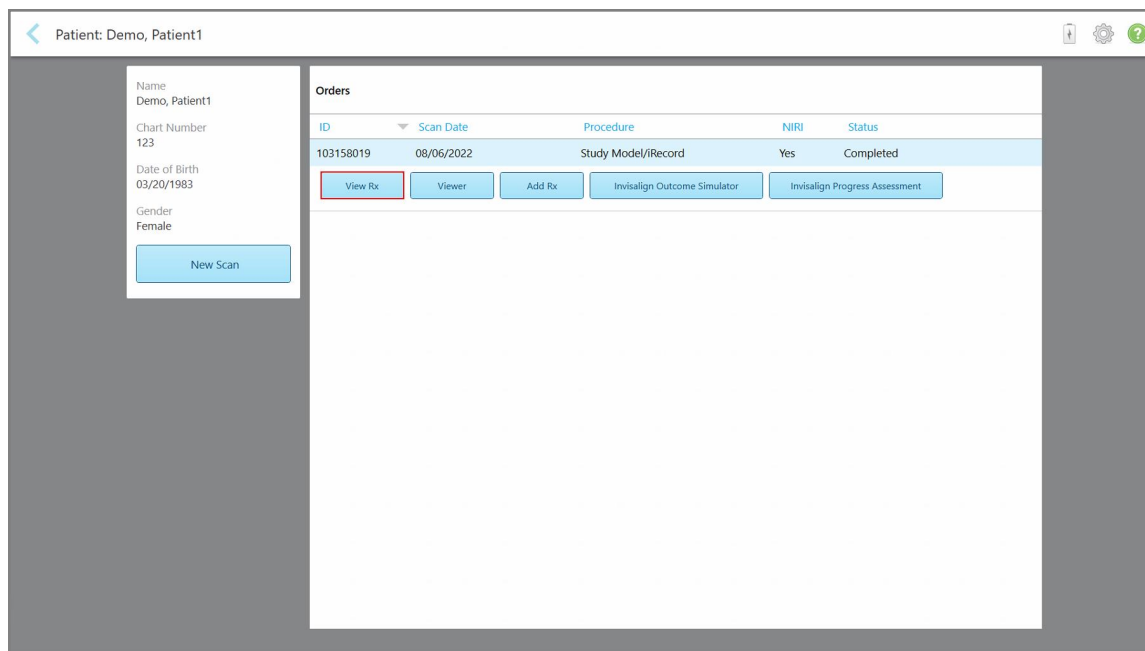 Patient: Demo, Patient1
?
Name
Demo, Patient1
Chart Number
123
Date of Birth
03/20/1983
Gender
Female
New Scan
Orders
ID Scan Date Procedure NIRI Status
103158019 08/06/2022 Study Model/iRecord Yes Completed
View Rx Viewer Add Rx Invisalign Outcome Simulator Invisalign Progress Assessment